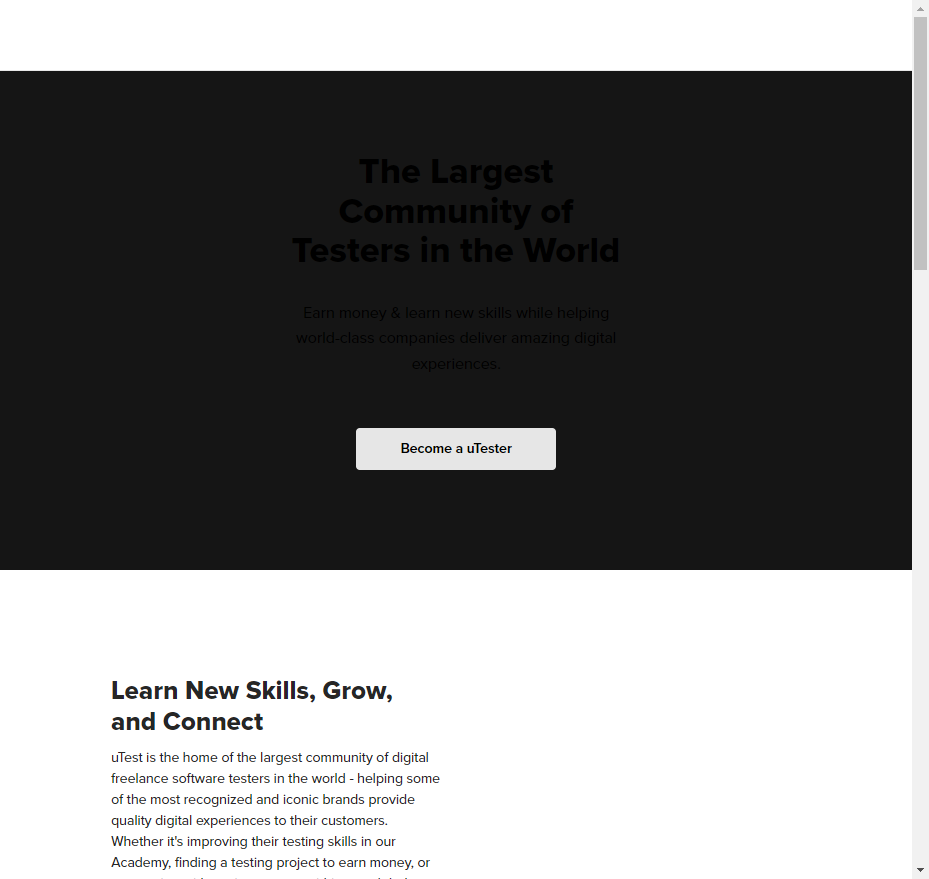 The Largest
Community of
Testers in the World
Earn money & learn new skills while helping
world-class companies deliver amazing digital
experiences.
Become a uTester
Learn New Skills, Grow,
and Connect
uTest is the home of the largest community of digital
freelance software testers in the world - helping some
of the most recognized and iconic brands provide
quality digital experiences to their customers.
Whether it's improving their testing skills in our
Academy, finding a testing project to earn money, or